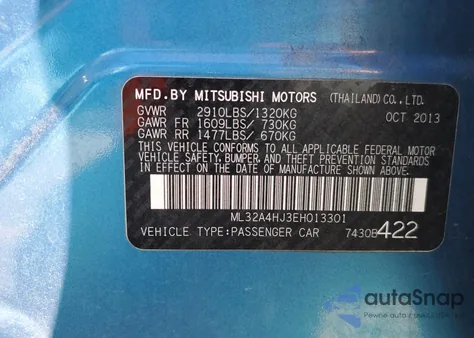 MFD.BY MITSUBISHI MOTORS (THAILAND) CO.,LTD.
GVWR 2910LBS/1320KG OCT 2013
GAWR FR 1609LBS/ 730KG
GAWR RR 1477LBS/ 670KG
THIS VEHICLE CONFORMS TO ALL APPLICABLE FEDERAL MOTOR
VEHICLE SAFETY, BUMPER, AND THEFT PREVENTION STANDARDS
IN EFFECT ON THE DATE OF MANUFACTURE SHOWN ABOVE.
ML32A4HJ3EH013301
VEHICLE TYPE:PASSENGER CAR 7430B422
autoSnap